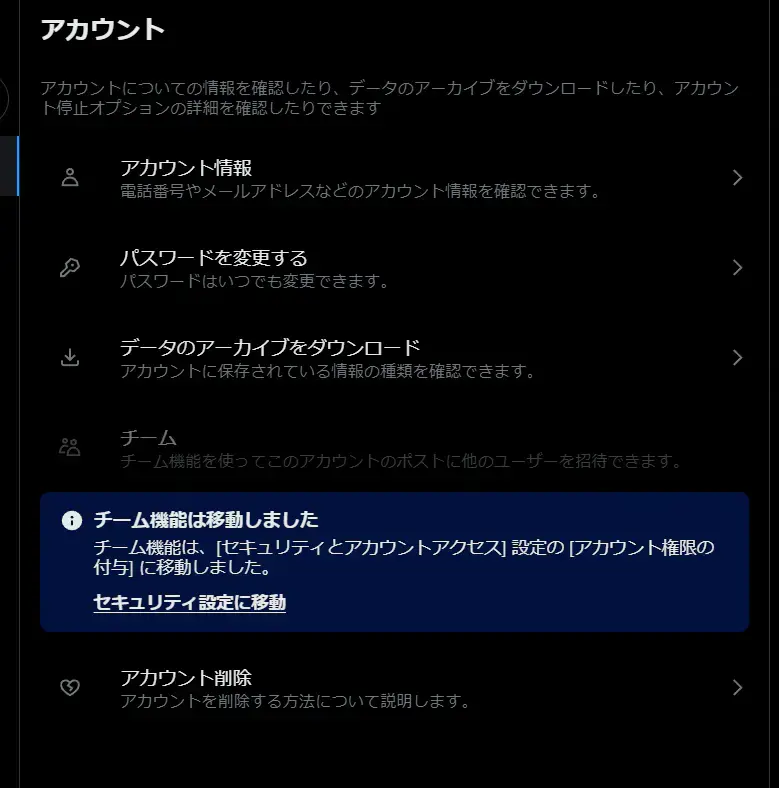 アカウント
アカウントについての情報を確認したり、データのアーカイブをダウンロードしたり、アカウン
ト停止オプションの詳細を確認したりできます
アカウント情報
電話番号やメールアドレスなどのアカウント情報を確認できます。
パスワードを変更する
パスワードはいつでも変更できます。
データのアーカイブをダウンロード
アカウントに保存されている情報の種類を確認できます。
チーム
チーム機能を使ってこのアカウントのポストに他のユーザーを招待できます。
チーム機能は移動しました
チーム機能は、[セキュリティとアカウントアクセス] 設定の [アカウント権限の
付与] に移動しました。
セキュリティ設定に移動
アカウント削除
アカウントを削除する方法について説明します。